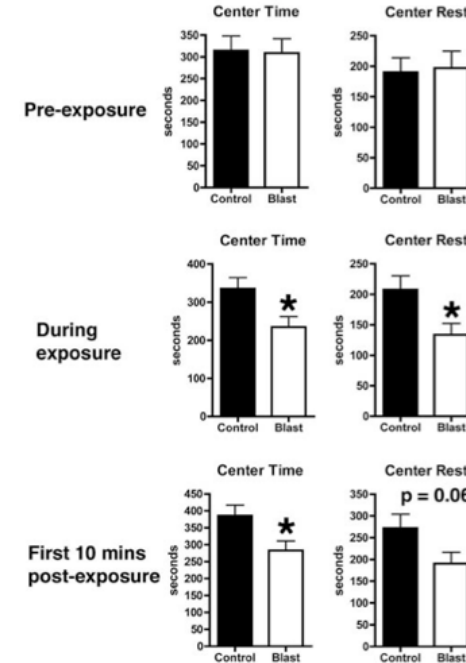 Center Time
Center Rest
350
300
250
200
150
100
50
0
seconds
Control Blast
250
200
150
100
50
0
seconds
Control Blast
Pre-exposure
Center Time
Center Rest
400
300
200
100
0
seconds
Control Blast
*
250
200
150
100
50
0
seconds
Control Blast
*
During
exposure
Center Time
Center Rest
450
400
350
300
250
200
150
100
50
0
seconds
Control Blast
*
350
300
250
200
150
100
50
0
seconds
Control Blast
p = 0.06
First 10 mins
post-exposure